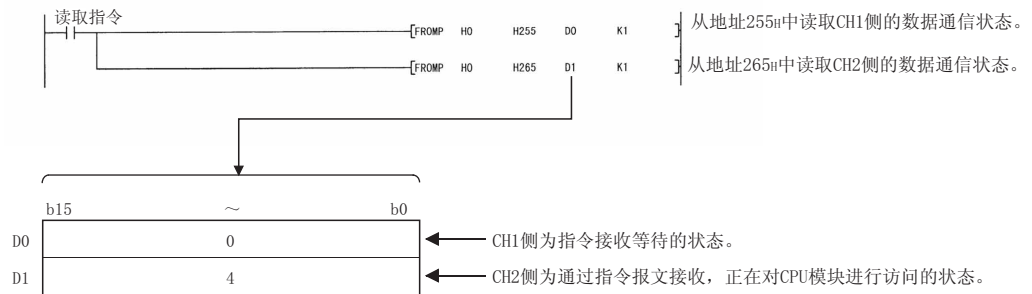 读取指令
[FROMP H0 H255 D0 K1 ] 从地址255H中读取CH1侧的数据通信状态。
[FROMP H0 H265 D1 K1 ] 从地址265H中读取CH2侧的数据通信状态。
b15 ～ b0
D0 0 CH1侧为指令接收等待的状态。
D1 4 CH2侧为通过指令报文接收，正在对CPU模块进行访问的状态。